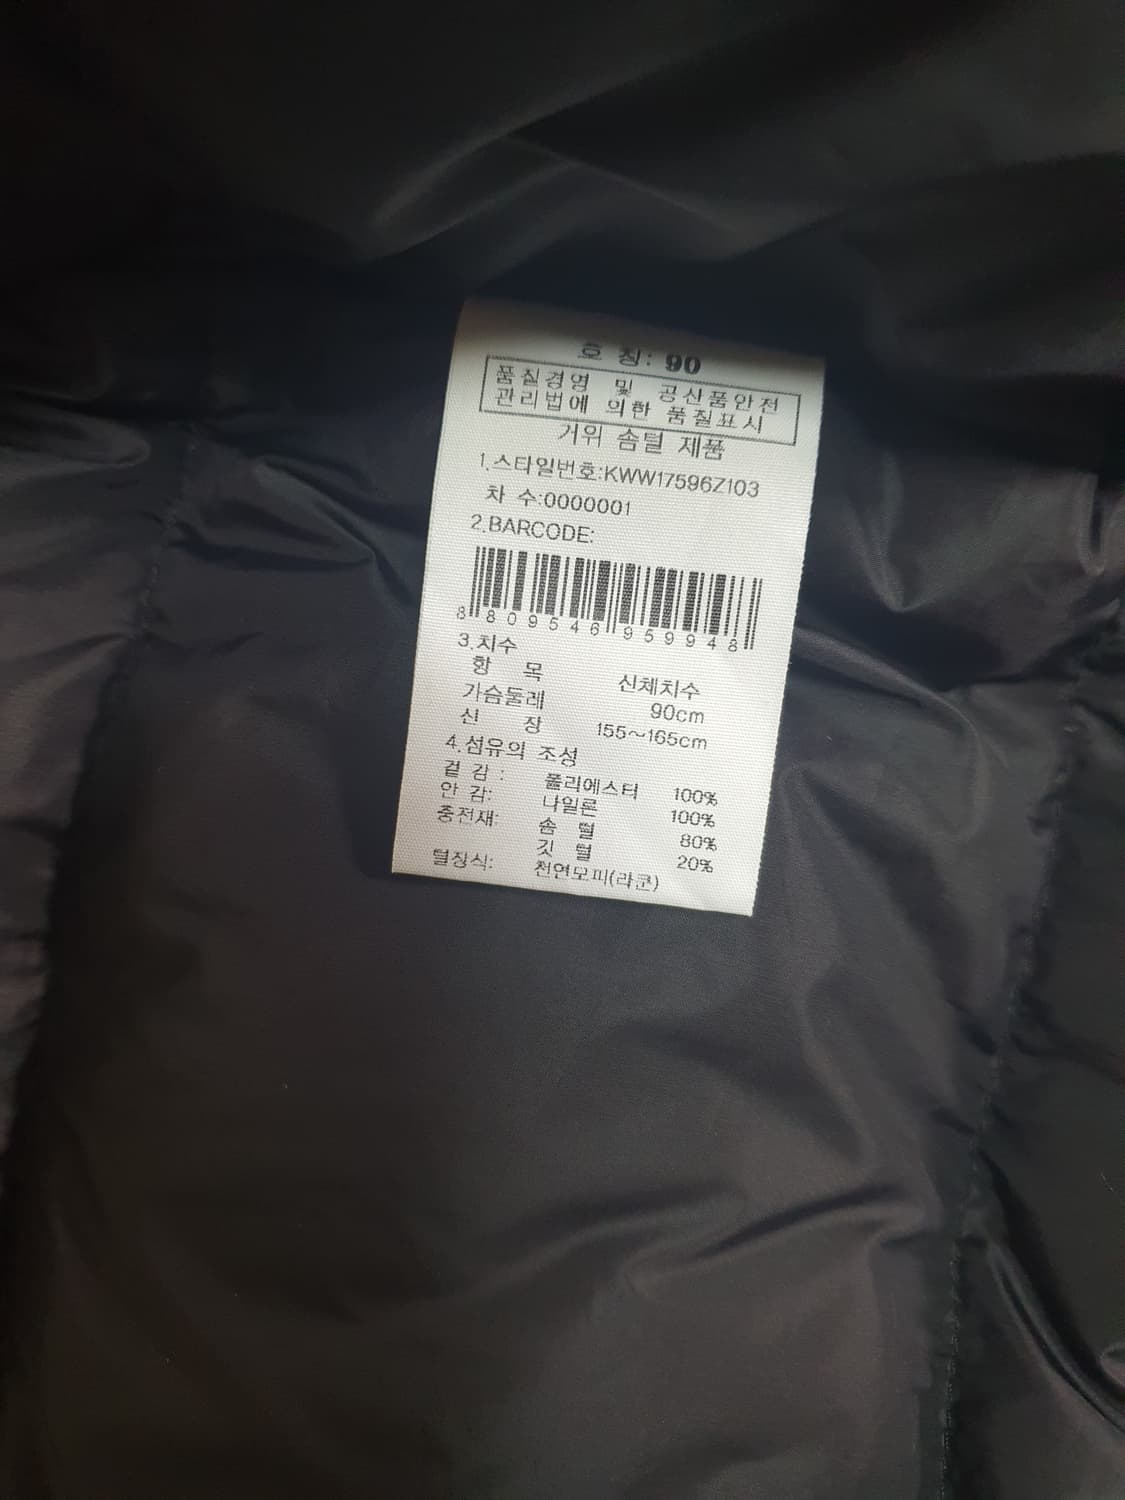 호 칭: 90
품질경영 및 공산품안전
관리법에 의한 품질표시
거위 솜털 제품
1.스타일번호:KWW17596Z103
차 수:0000001
2.BARCODE:
8 809546 959948
3.치수
항 목 신체치수
가슴둘레 90cm
신 장 155~165cm
4.섬유의 조성
겉 감: 폴리에스터 100%
안 감: 나일론 100%
충전재: 솜 털 80%
깃 털 20%
털장식: 천연모피(라쿤)